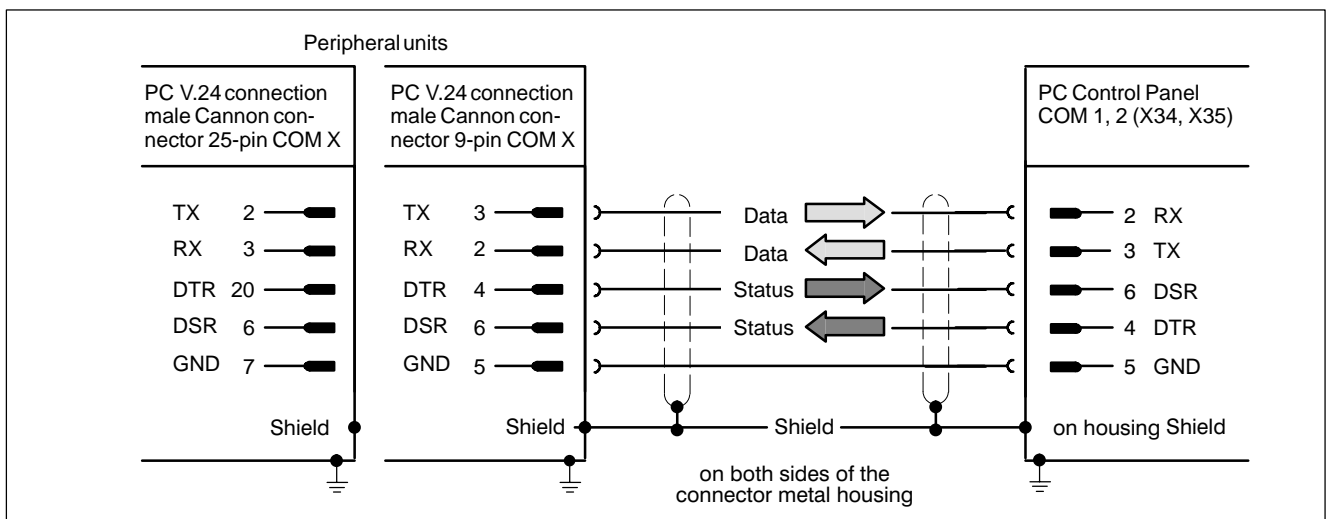 Peripheral units
PC V.24 connection
male Cannon con-
nector 25-pin COM X
PC V.24 connection
male Cannon con-
nector 9-pin COM X
PC Control Panel
COM 1, 2 (X34, X35)
TX 2
TX 3
Data
2 RX
RX 3
RX 2
Data
3 TX
DTR 20
DTR 4
Status
6 DSR
DSR 6
DSR 6
Status
4 DTR
GND 7
GND 5
5 GND
Shield
Shield
Shield
on housing Shield
on both sides of the
connector metal housing